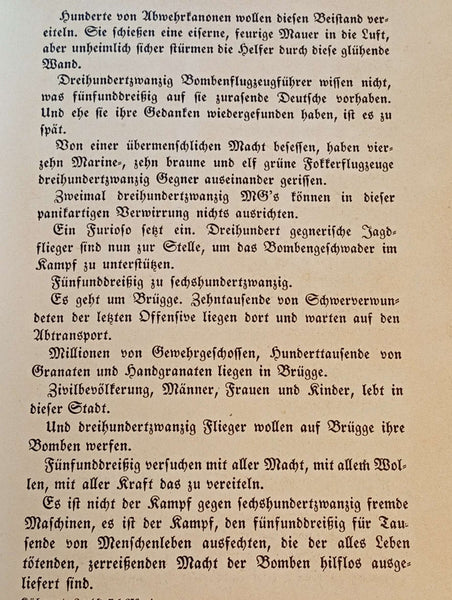 Hunderte von Abwehrkanonen wollen diesen Beistand ver-
eiteln. Sie schießen eine eiserne, feurige Mauer in die Luft,
aber unheimlich sicher stürmen die Helfer durch diese glühende
Wand.
Dreihundertzwanzig Bombenflugzeugführer wissen nicht,
was fünfunddreißig auf sie zurasende Deutsche vorhaben.
Und ehe sie ihre Gedanken wiedergefunden haben, ist es zu
spät.
Von einer übermenschlichen Macht besessen, haben vier-
zehn Marine-, zehn braune und elf grüne Fokkerflugzeuge
dreihundertzwanzig Gegner auseinander gerissen.
Zweimal dreihundertzwanzig MG's können in dieser
panikartigen Verwirrung nichts ausrichten.
Ein Furioso setzt ein. Dreihundert gegnerische Jagd-
flieger sind nun zur Stelle, um das Bombengeschwader im
Kampf zu unterstützen.
Fünfunddreißig zu sechshundertzwanzig.
Es geht um Brügge. Zehntausende von Schwerverwun-
deten der letzten Offensive liegen dort und warten auf den
Abtransport.
Millionen von Gewehrgeschossen, Hunderttausende von
Granaten und Handgranaten liegen in Brügge.
Zivilbevölkerung, Männer, Frauen und Kinder, lebt in
dieser Stadt.
Und dreihundertzwanzig Flieger wollen auf Brügge ihre
Bomben werfen.
Fünfunddreißig versuchen mit aller Macht, mit allem Wol-
len, mit aller Kraft das zu vereiteln.
Es ist nicht der Kampf gegen sechshundertzwanzig fremde
Maschinen, es ist der Kampf, den fünfunddreißig für Tau-
sende von Menschenleben ausfechten, die der alles Leben
tötenden, zerreißenden Macht der Bomben hilflos ausge-
liefert sind.